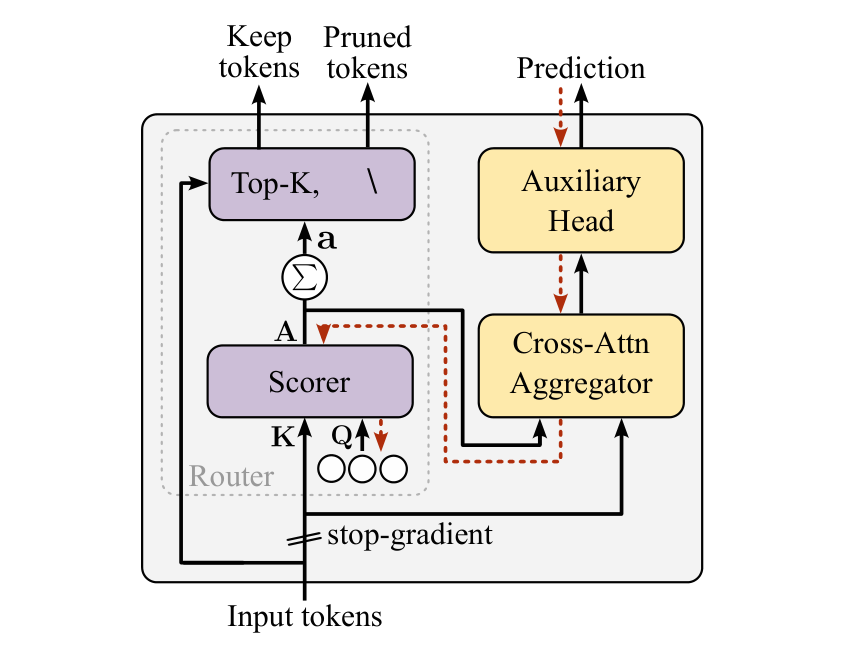 Keep tokens
Pruned tokens
Prediction
Top-K, \
Auxiliary
Head
a
∑
A
Cross-Attn
Aggregator
Scorer
K
Q
Router
stop-gradient
Input tokens